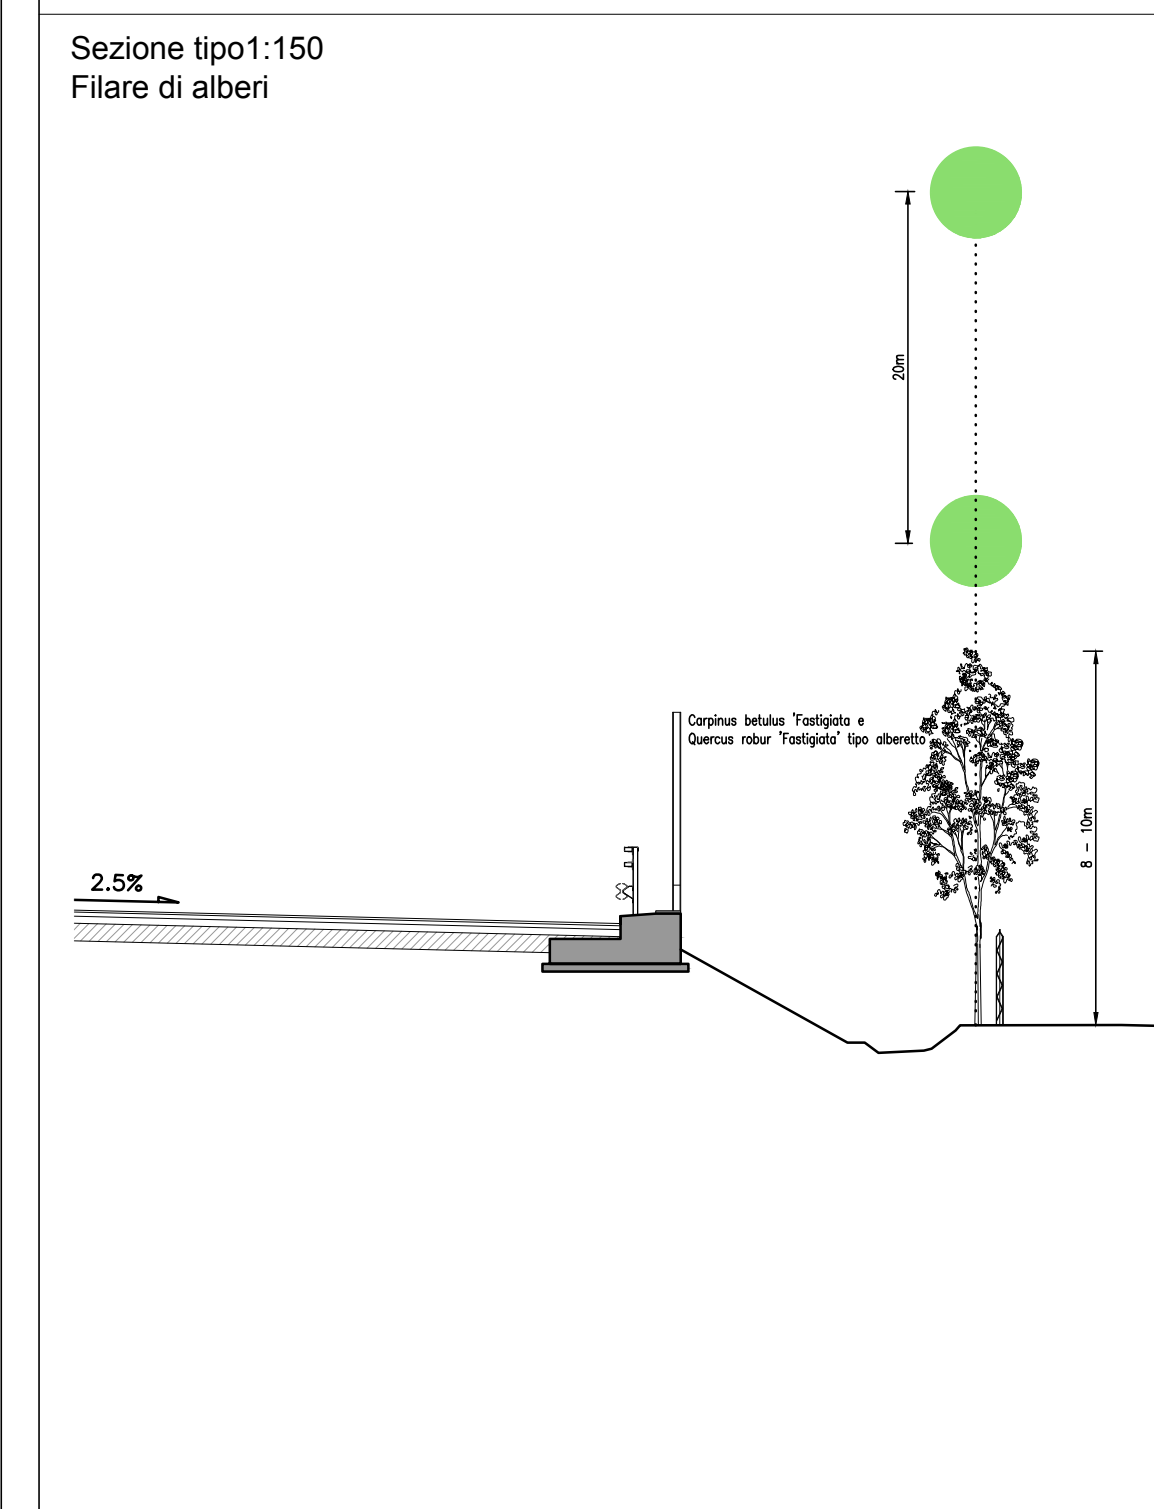 Sezione tipo1:150
Filare di alberi
20m
Carpinus betulus 'Fastigiata e
Quercus robur 'Fastigiata' tipo alberetto
8 - 10m
2.5%